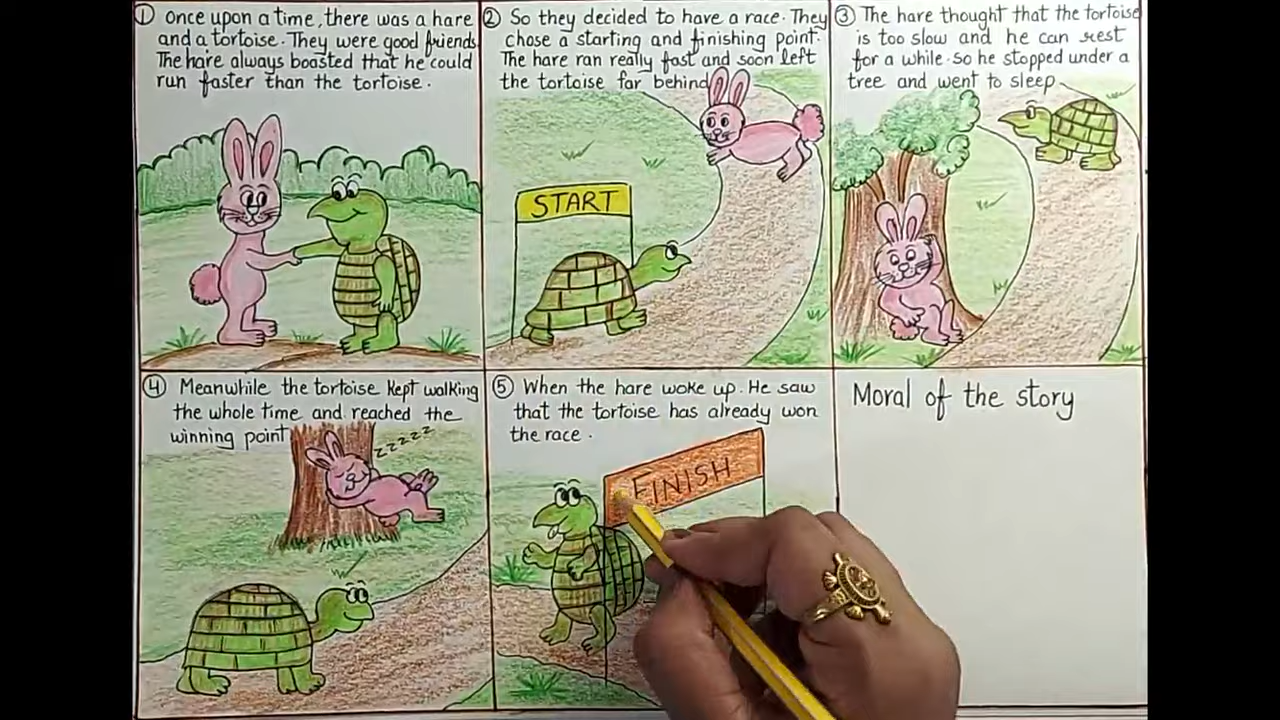 ① Once upon a time, there was a hare
and a tortoise. They were good friends.
The hare always boasted that he could
run faster than the tortoise.
② So they decided to have a race. They
chose a starting and finishing point.
The hare ran really fast and soon left
the tortoise far behind
START
③ The hare thought that the tortoise
is too slow and he can rest
for a while. So he stopped under a
tree and went to sleep
④ Meanwhile the tortoise kept walking
the whole time and reached the
winning point
zzzzz
⑤ When the hare woke up. He saw
that the tortoise has already won
the race.
FINISH
Moral of the story